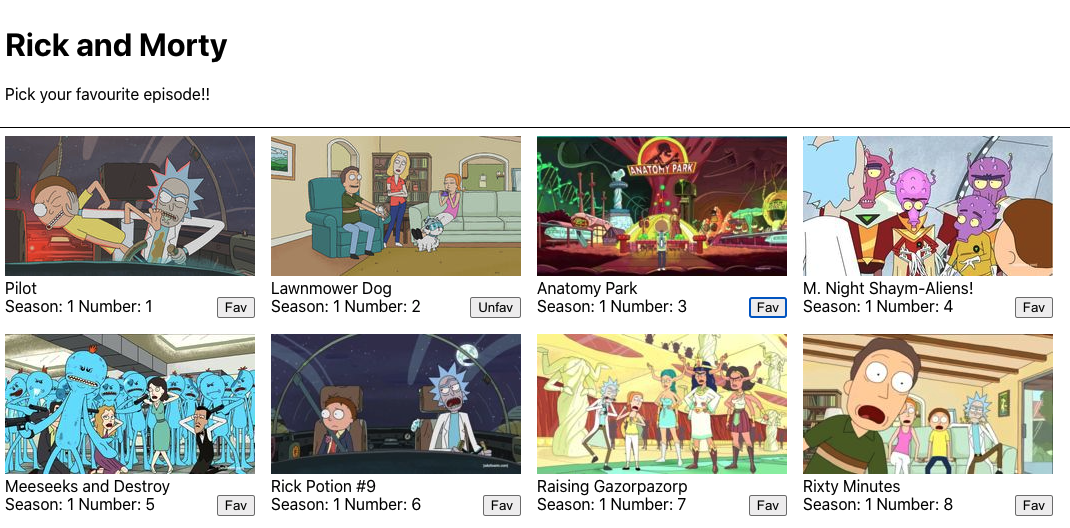 Rick and Morty
Pick your favourite episode!!
ANATOMY PARK
Pilot
Season: 1 Number: 1
Fav
Lawnmower Dog
Season: 1 Number: 2
Unfav
Anatomy Park
Season: 1 Number: 3
Fav
M. Night Shaym-Aliens!
Season: 1 Number: 4
Fav
[adultswim.com]
Meeseeks and Destroy
Season: 1 Number: 5
Fav
Rick Potion #9
Season: 1 Number: 6
Fav
Raising Gazorpazorp
Season: 1 Number: 7
Fav
Rixty Minutes
Season: 1 Number: 8
Fav